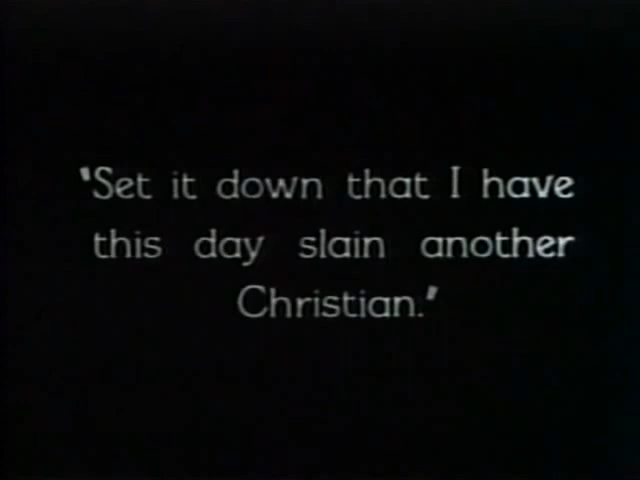 "Set it down that I have
this day slain another
Christian."